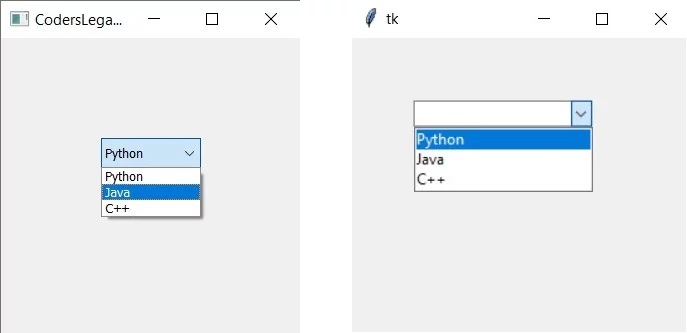 CodersLega...
Python
Python
Java
C++
tk
Python
Java
C++